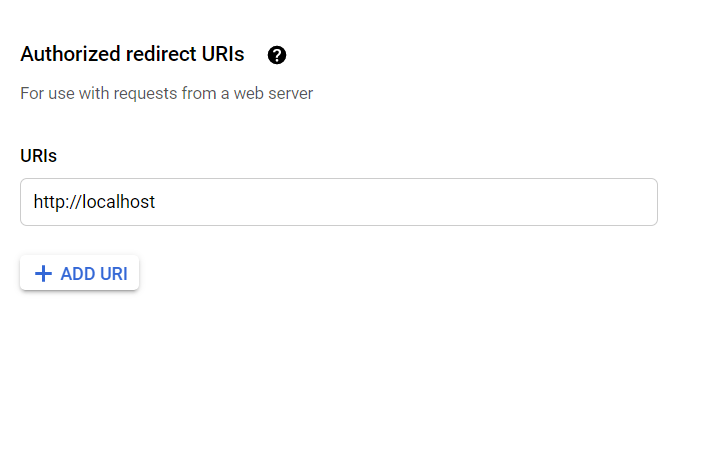 Authorized redirect URIs ?
For use with requests from a web server
URIs
http://localhost
+ ADD URI